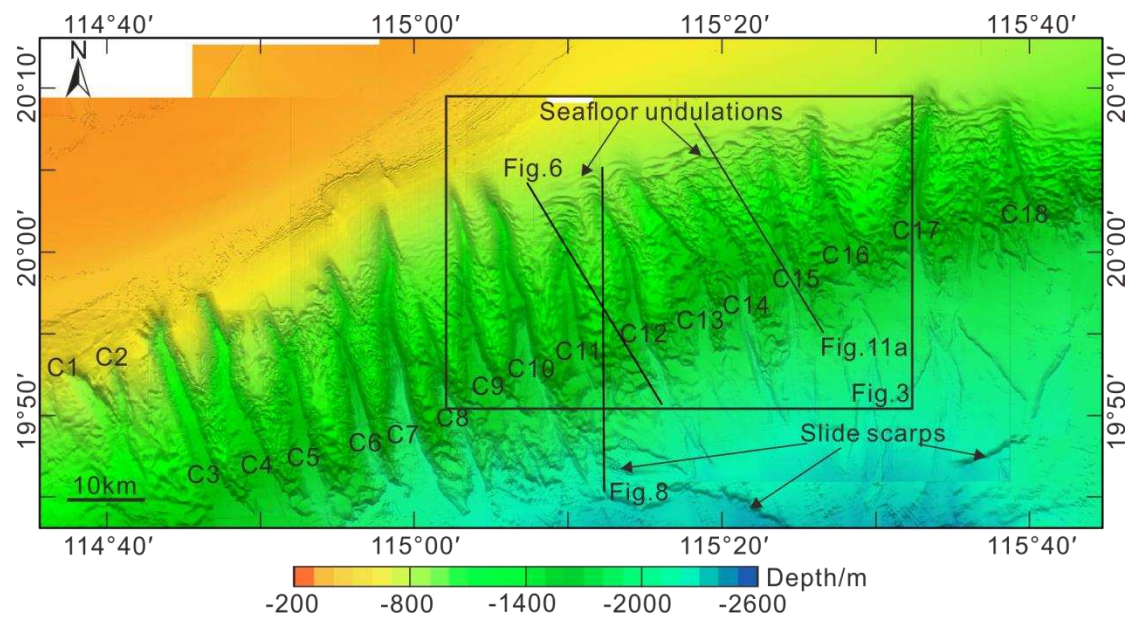 114°40′ 115°00′ 115°20′ 115°40′
N
20°10′ 20°10′
Seafloor undulations
Fig.6
C18
C17
20°00′ 20°00′
C16
C15
C14
C13
C12
Fig.11a
C11
C10
C1 C2
C9
Fig.3
19°50′ 19°50′
C8
C7
C6
Slide scarps
C5
C4
C3
10km
Fig.8
114°40′ 115°00′ 115°20′ 115°40′
Depth/m
-200 -800 -1400 -2000 -2600